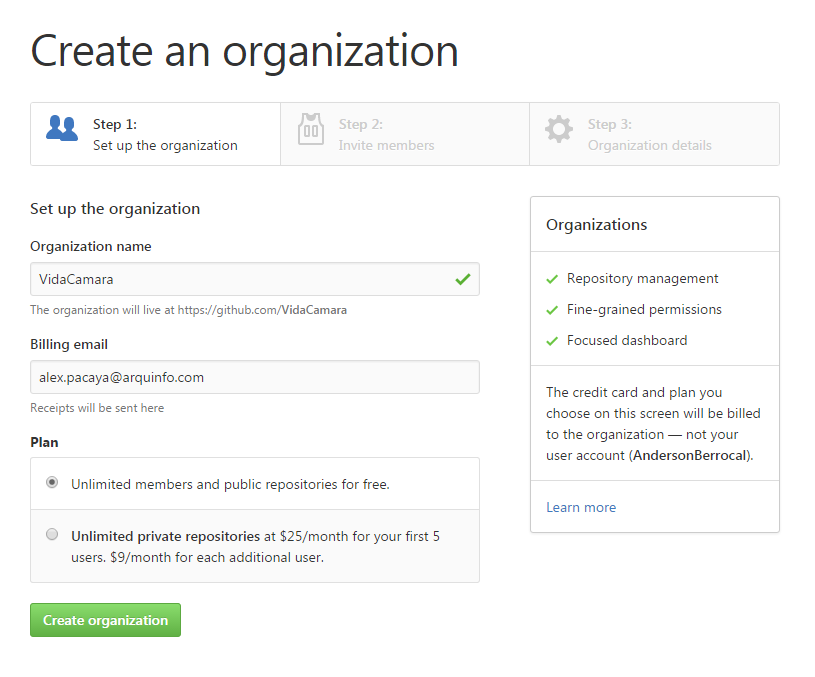 Create an organization
Step 1:
Set up the organization
Step 2:
Invite members
Step 3:
Organization details
Set up the organization
Organization name
VidaCamara
The organization will live at https://github.com/VidaCamara
Billing email
alex.pacaya@arquinfo.com
Receipts will be sent here
Plan
Unlimited members and public repositories for free.
Unlimited private repositories at $25/month for your first 5
users. $9/month for each additional user.
Create organization
Organizations
Repository management
Fine-grained permissions
Focused dashboard
The credit card and plan you
choose on this screen will be billed
to the organization — not your
user account (AndersonBerrocal).
Learn more